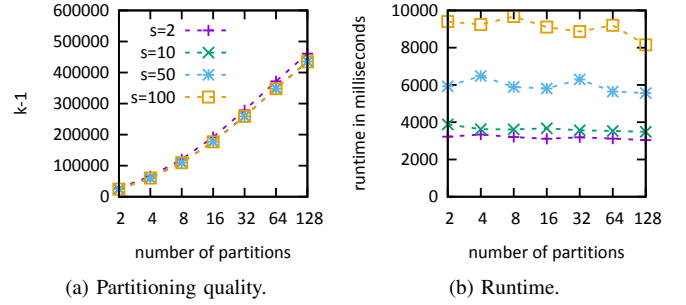 600000
500000
400000
300000
200000
100000
0
k-1
s=2
s=10
s=50
s=100
2 4 8 16 32 64 128
number of partitions
(a) Partitioning quality.
10000
8000
6000
4000
2000
0
runtime in milliseconds
2 4 8 16 32 64 128
number of partitions
(b) Runtime.